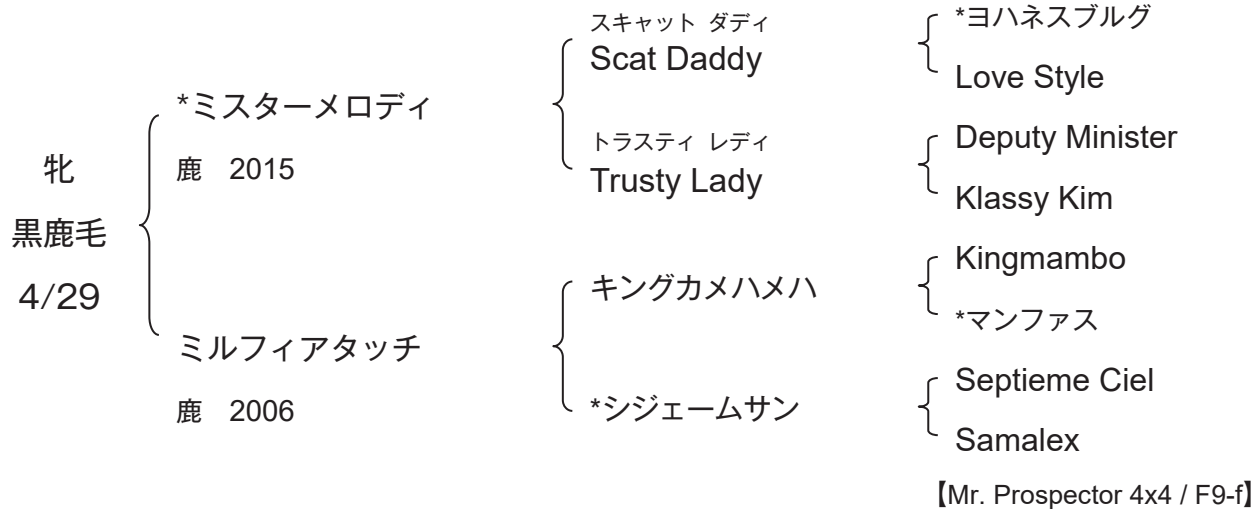 牝
黒鹿毛
4/29
*ミスターメロディ
鹿 2015
ミルフィアタッチ
鹿 2006
スキャット ダディ
Scat Daddy
トラスティ レディ
Trusty Lady
キングカメハメハ
*シジェームサン
*ヨハネスブルグ
Love Style
Deputy Minister
Klassy Kim
Kingmambo
*マンファス
Septieme Ciel
Samalex
【Mr. Prospector 4x4 / F9-f】